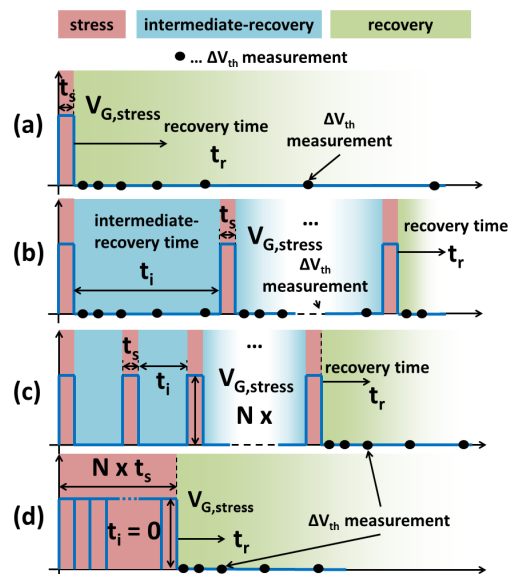 stress intermediate-recovery recovery
● ... ΔVth measurement
(a)
ts
VG,stress
recovery time
tr
ΔVth
measurement
(b)
intermediate-
recovery time
ti
ts
VG,stress
...
ΔVth
measurement
recovery time
tr
(c)
ts
ti
...
VG,stress
N x
recovery time
tr
(d)
N x ts
ti = 0
VG,stress
tr
ΔVth measurement